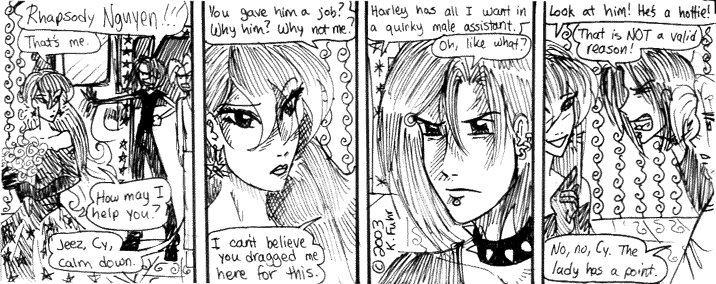 Rhapsody Nguyen!!!
That's me.
How may I
help you?
Jeez, Cy,
calm down.
You gave him a job?
Why him? Why not me?
I can't believe
you dragged me
here for this.
Harley has all I want in
a quirky male assistant.
Oh, like what?
© 2003
K. Fuhr
Look at him! He's a hottie!
That is NOT a valid
reason!
No, no, Cy. The
lady has a point.